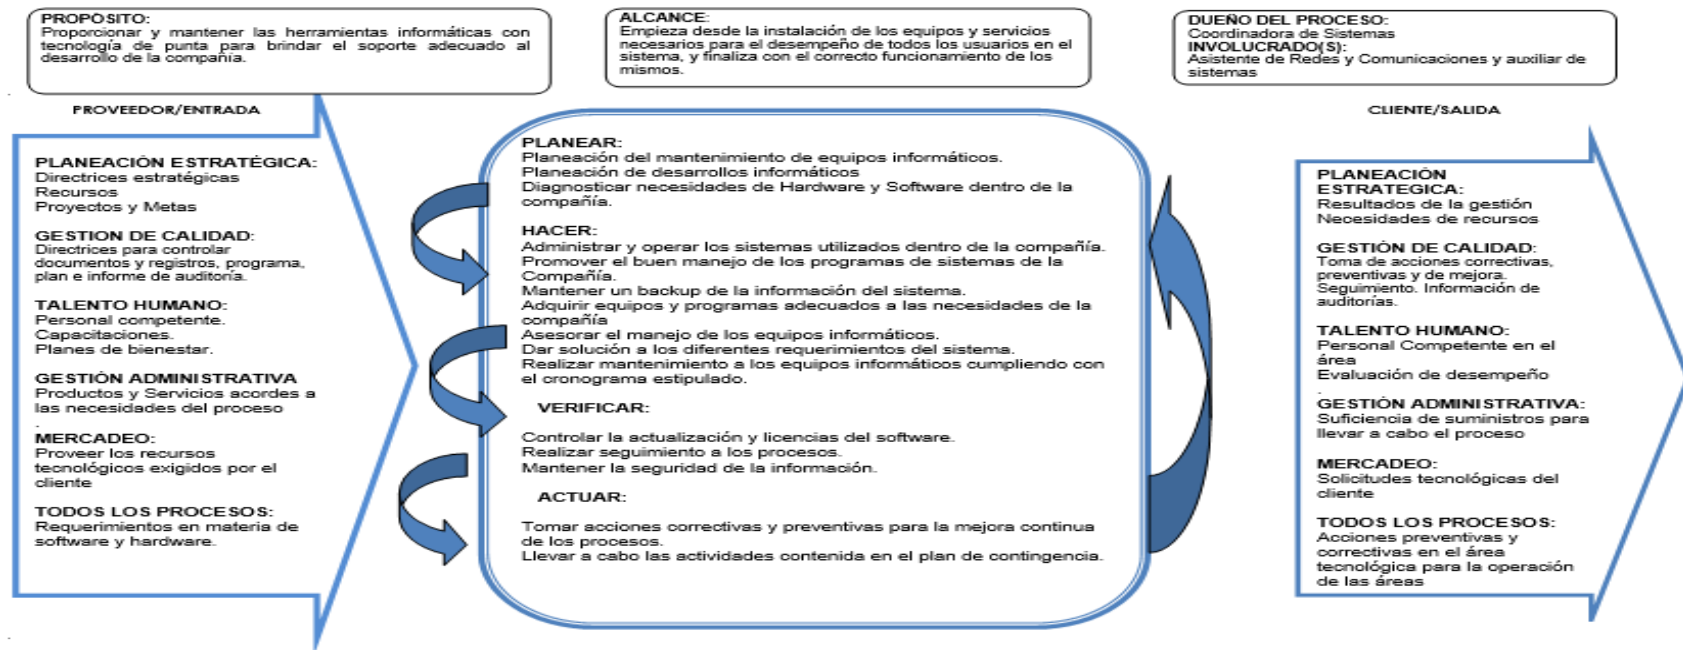 PROPÓSITO:
Proporcionar y mantener las herramientas informáticas con
tecnología de punta para brindar el soporte adecuado al
desarrollo de la compañía.
ALCANCE:
Empieza desde la instalación de los equipos y servicios
necesarios para el desempeño de todos los usuarios en el
sistema, y finaliza con el correcto funcionamiento de los
mismos.
DUEÑO DEL PROCESO:
Coordinadora de Sistemas
INVOLUCRADO(S):
Asistente de Redes y Comunicaciones y auxiliar de
sistemas
PROVEEDOR/ENTRADA
PLANEACIÓN ESTRATÉGICA:
Directrices estratégicas
Recursos
Proyectos y Metas
GESTION DE CALIDAD:
Directrices para controlar
documentos y registros, programa,
plan e informe de auditoría.
TALENTO HUMANO:
Personal competente.
Capacitaciones.
Planes de bienestar.
GESTIÓN ADMINISTRATIVA
Productos y Servicios acordes a
las necesidades del proceso
.
MERCADEO:
Proveer los recursos
tecnológicos exigidos por el
cliente
TODOS LOS PROCESOS:
Requerimientos en materia de
software y hardware.
PLANEAR:
Planeación del mantenimiento de equipos informáticos.
Planeación de desarrollos informáticos
Diagnosticar necesidades de Hardware y Software dentro de la
compañía.
HACER:
Administrar y operar los sistemas utilizados dentro de la compañía.
Promover el buen manejo de los programas de sistemas de la
Compañía.
Mantener un backup de la información del sistema.
Adquirir equipos y programas adecuados a las necesidades de la
compañía
Asesorar el manejo de los equipos informáticos.
Dar solución a los diferentes requerimientos del sistema.
Realizar mantenimiento a los equipos informáticos cumpliendo con
el cronograma estipulado.
VERIFICAR:
Controlar la actualización y licencias del software.
Realizar seguimiento a los procesos.
Mantener la seguridad de la información.
ACTUAR:
Tomar acciones correctivas y preventivas para la mejora continua
de los procesos.
Llevar a cabo las actividades contenida en el plan de contingencia.
CLIENTE/SALIDA
PLANEACIÓN
ESTRATEGICA:
Resultados de la gestión
Necesidades de recursos
GESTIÓN DE CALIDAD:
Toma de acciones correctivas,
preventivas y de mejora.
Seguimiento. Información de
auditorías.
TALENTO HUMANO:
Personal Competente en el
área
Evaluación de desempeño
.
GESTIÓN ADMINISTRATIVA:
Suficiencia de suministros para
llevar a cabo el proceso
MERCADEO:
Solicitudes tecnológicas del
cliente
TODOS LOS PROCESOS:
Acciones preventivas y
correctivas en el área
tecnológica para la operación
de las áreas